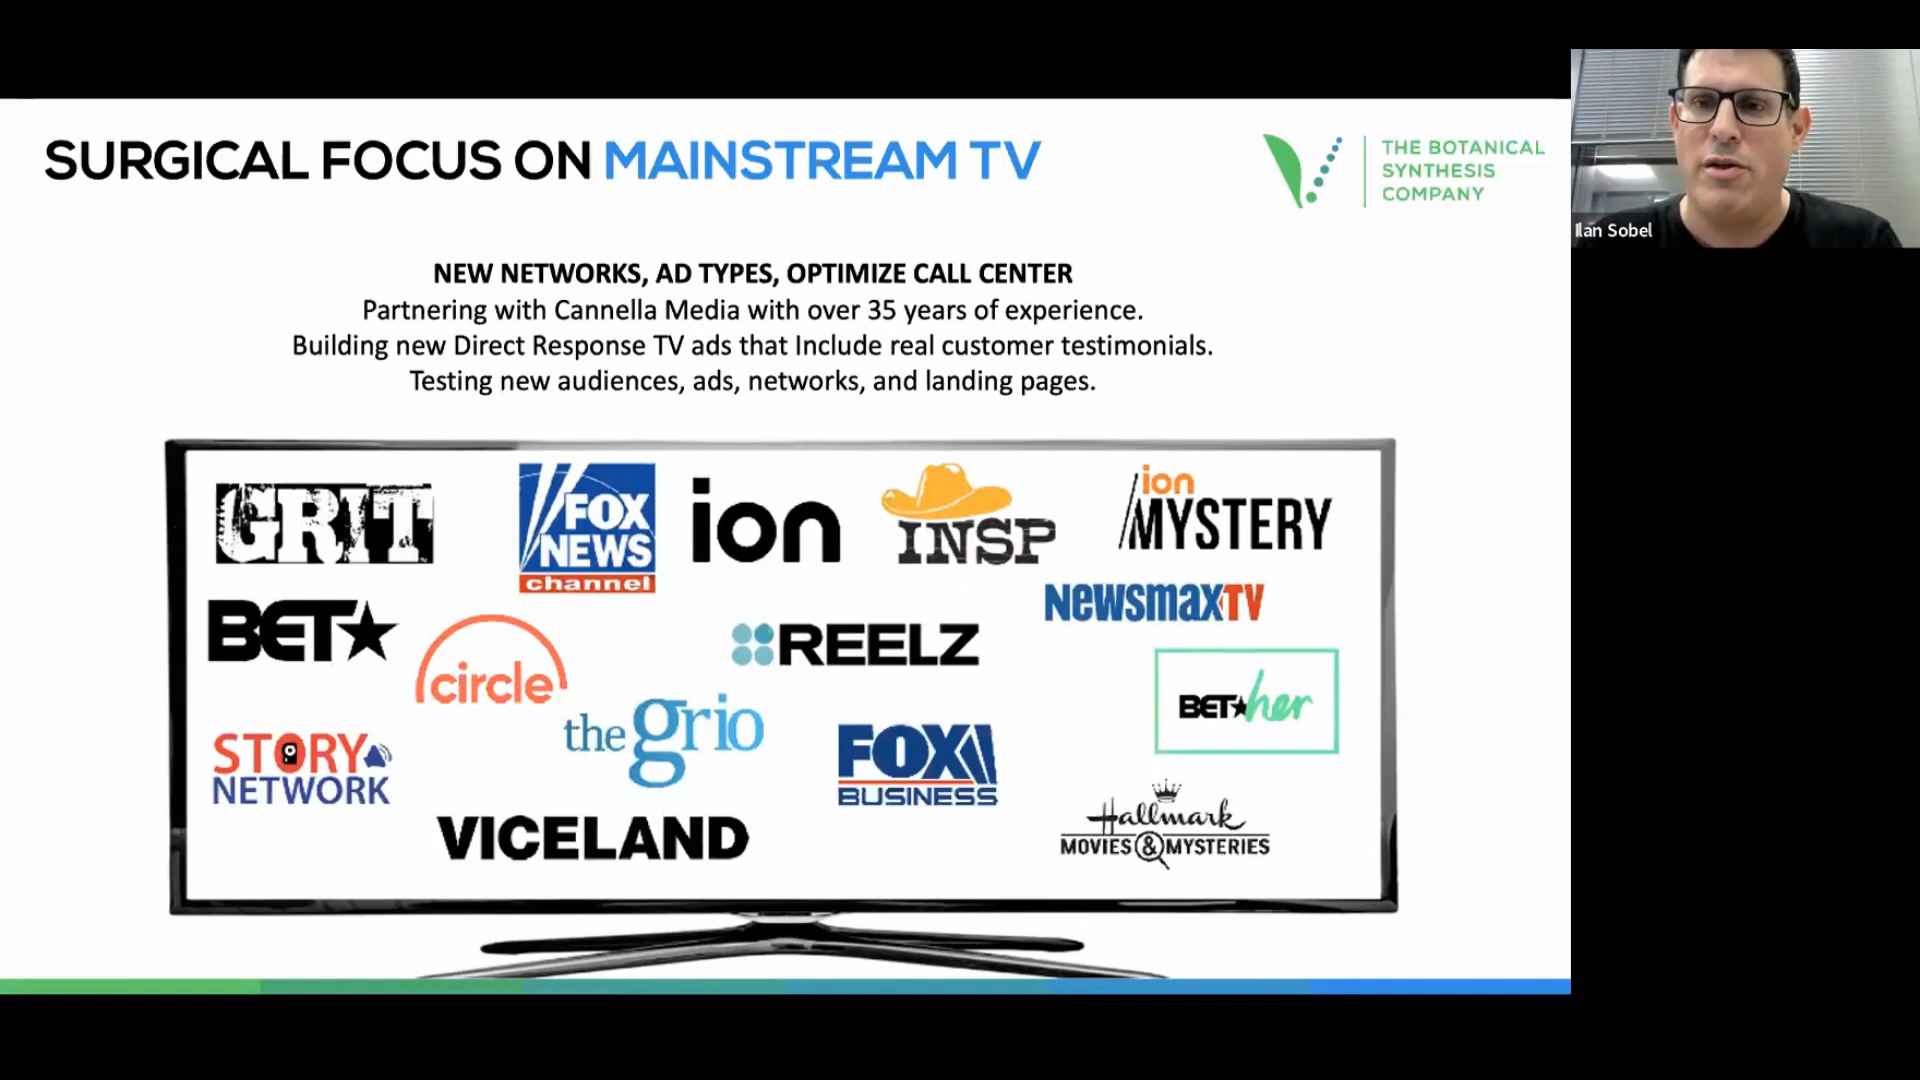 SURGICAL FOCUS ON MAINSTREAM TV
THE BOTANICAL
SYNTHESIS
COMPANY
Ilan Sobel
NEW NETWORKS, AD TYPES, OPTIMIZE CALL CENTER
Partnering with Cannella Media with over 35 years of experience.
Building new Direct Response TV ads that Include real customer testimonials.
Testing new audiences, ads, networks, and landing pages.
GRIT
FOX
NEWS
channel
ion
INSP
ion
MYSTERY
BET
circle
REELZ
NEWSMAXTV
the grio
BET her
STORY
NETWORK
FOX
BUSINESS
VICELAND
Hallmark
MOVIES & MYSTERIES